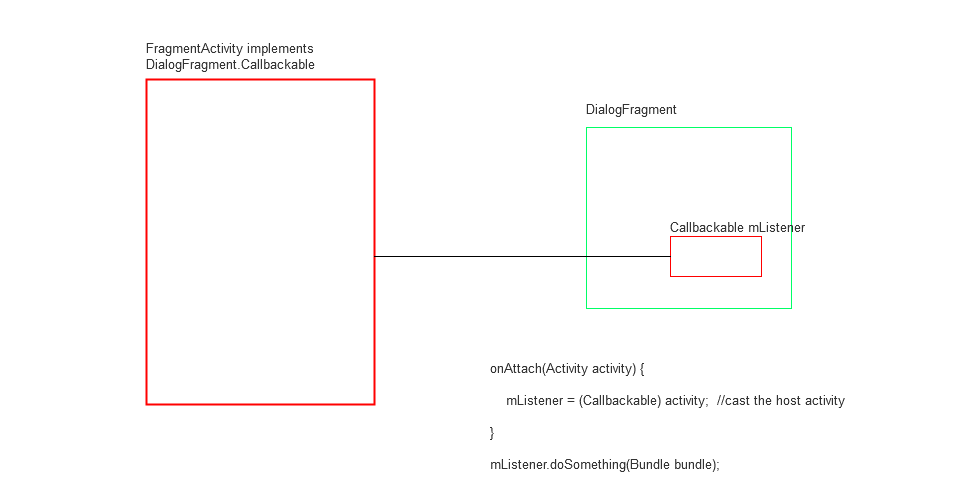 FragmentActivity implements
DialogFragment.Callbackable
DialogFragment
Callbackable mListener
onAttach(Activity activity) {
mListener = (Callbackable) activity;  //cast the host activity
}
mListener.doSomething(Bundle bundle);